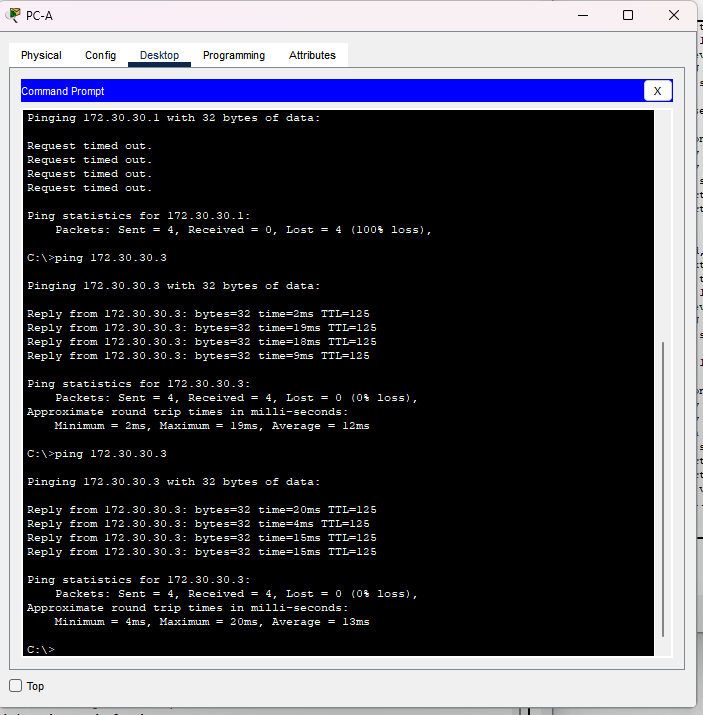 PC-A
Physical Config Desktop Programming Attributes
Command Prompt
X
Pinging 172.30.30.1 with 32 bytes of data:
Request timed out.
Request timed out.
Request timed out.
Request timed out.
Ping statistics for 172.30.30.1:
Packets: Sent = 4, Received = 0, Lost = 4 (100% loss),
C:\>ping 172.30.30.3
Pinging 172.30.30.3 with 32 bytes of data:
Reply from 172.30.30.3: bytes=32 time=2ms TTL=125
Reply from 172.30.30.3: bytes=32 time=19ms TTL=125
Reply from 172.30.30.3: bytes=32 time=18ms TTL=125
Reply from 172.30.30.3: bytes=32 time=9ms TTL=125
Ping statistics for 172.30.30.3:
Packets: Sent = 4, Received = 4, Lost = 0 (0% loss),
Approximate round trip times in milli-seconds:
Minimum = 2ms, Maximum = 19ms, Average = 12ms
C:\>ping 172.30.30.3
Pinging 172.30.30.3 with 32 bytes of data:
Reply from 172.30.30.3: bytes=32 time=20ms TTL=125
Reply from 172.30.30.3: bytes=32 time=4ms TTL=125
Reply from 172.30.30.3: bytes=32 time=15ms TTL=125
Reply from 172.30.30.3: bytes=32 time=15ms TTL=125
Ping statistics for 172.30.30.3:
Packets: Sent = 4, Received = 4, Lost = 0 (0% loss),
Approximate round trip times in milli-seconds:
Minimum = 4ms, Maximum = 20ms, Average = 13ms
C:\>
Top